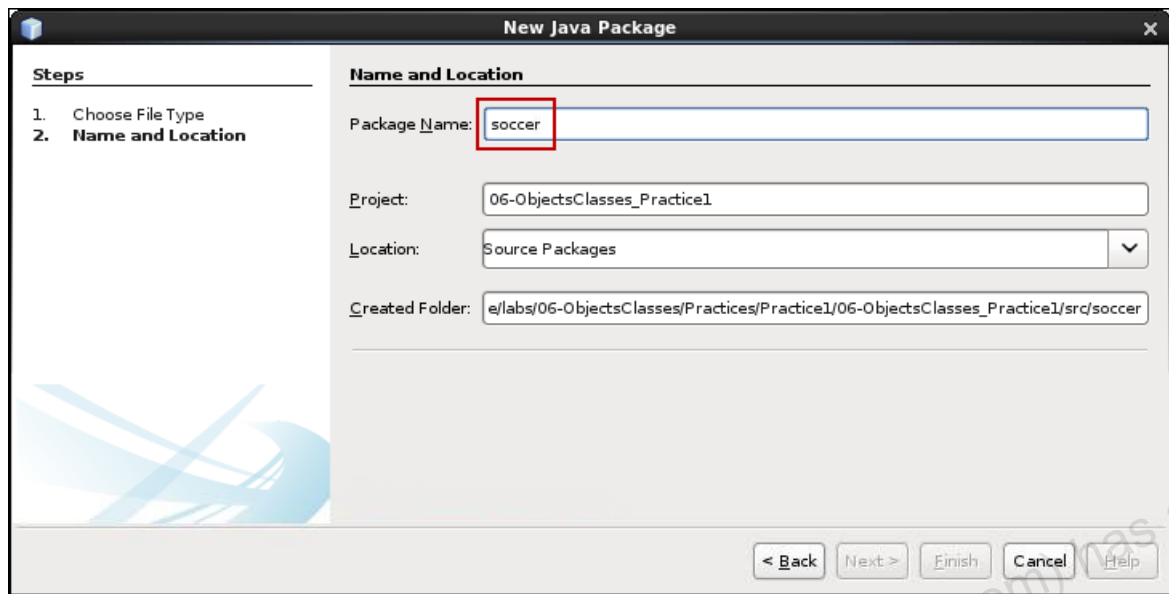 New Java Package
Steps
1. Choose File Type
2. Name and Location
Name and Location
Package Name: soccer
Project: 06-ObjectsClasses_Practice1
Location: Source Packages
Created Folder: e/labs/06-ObjectsClasses/Practices/Practice1/06-ObjectsClasses_Practice1/src/soccer
< Back Next > Finish Cancel Help
has